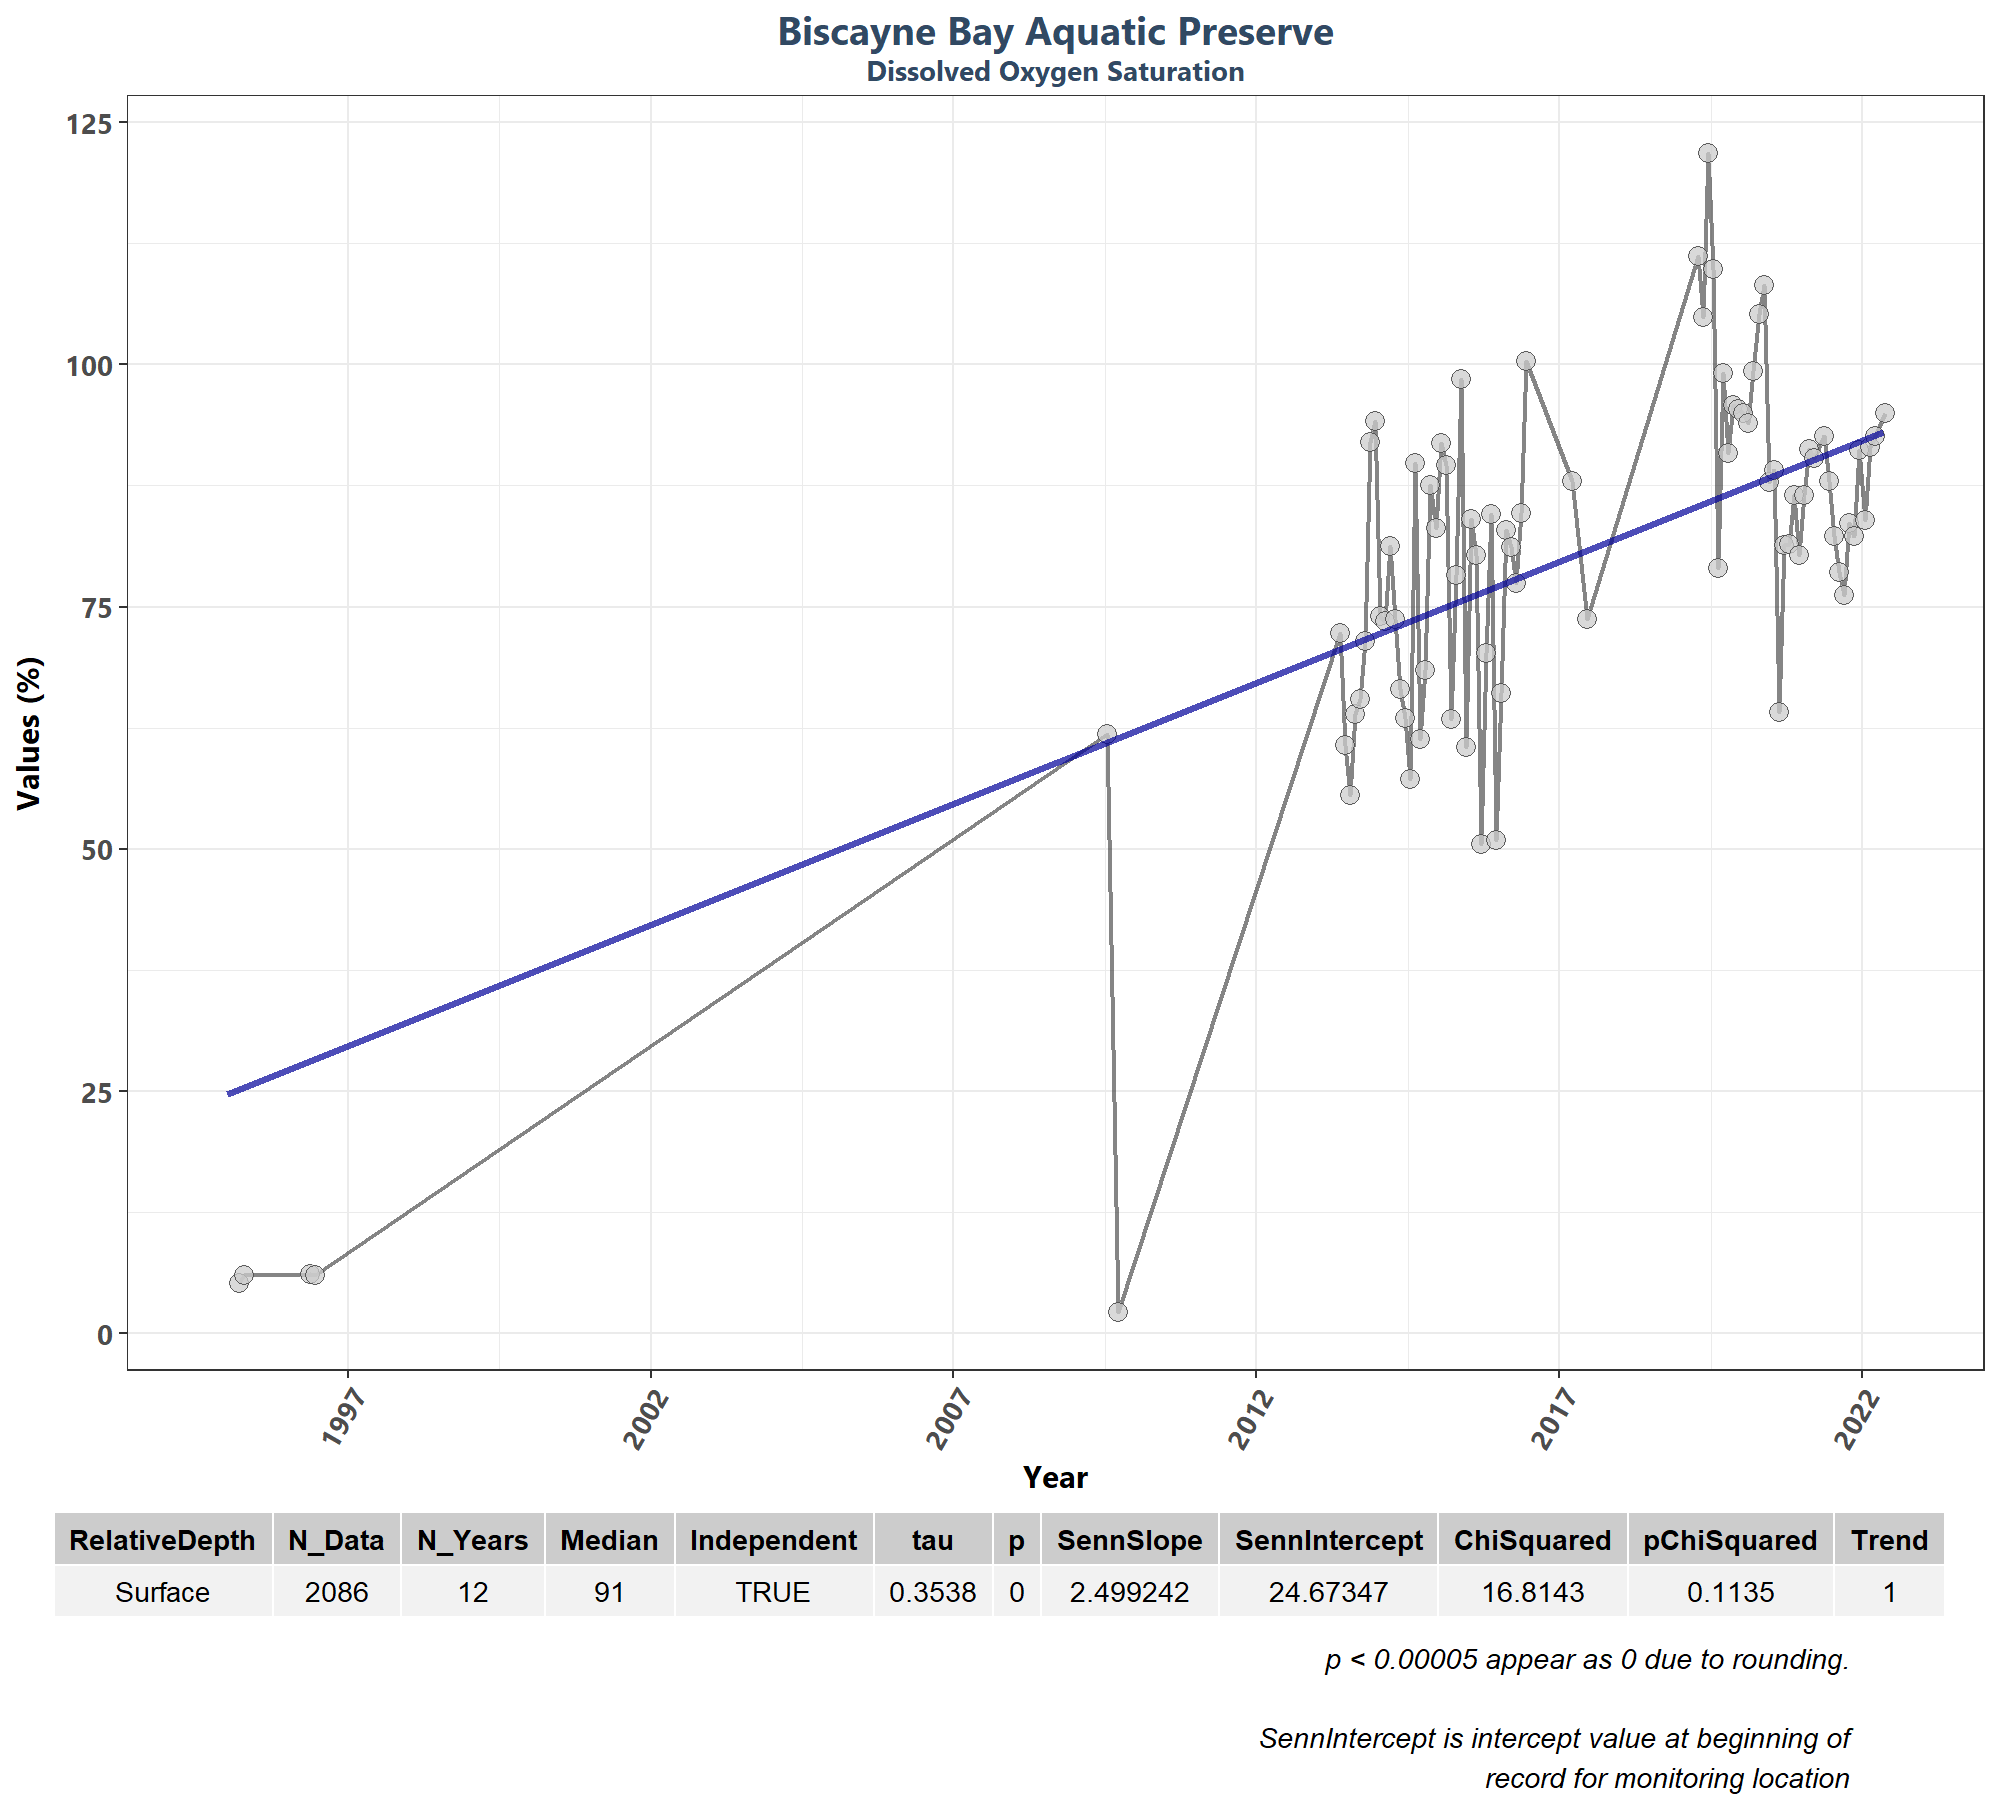 Biscayne Bay Aquatic Preserve
Dissolved Oxygen Saturation
125
100
75
50
25
0
Values (%)
1997
2002
2007
2012
2017
2022
Year
RelativeDepth N_Data N_Years Median Independent tau p SennSlope SennIntercept ChiSquared pChiSquared Trend
Surface 2086 12 91 TRUE 0.3538 0 2.499242 24.67347 16.8143 0.1135 1
p < 0.00005 appear as 0 due to rounding.
SennIntercept is intercept value at beginning of
record for monitoring location